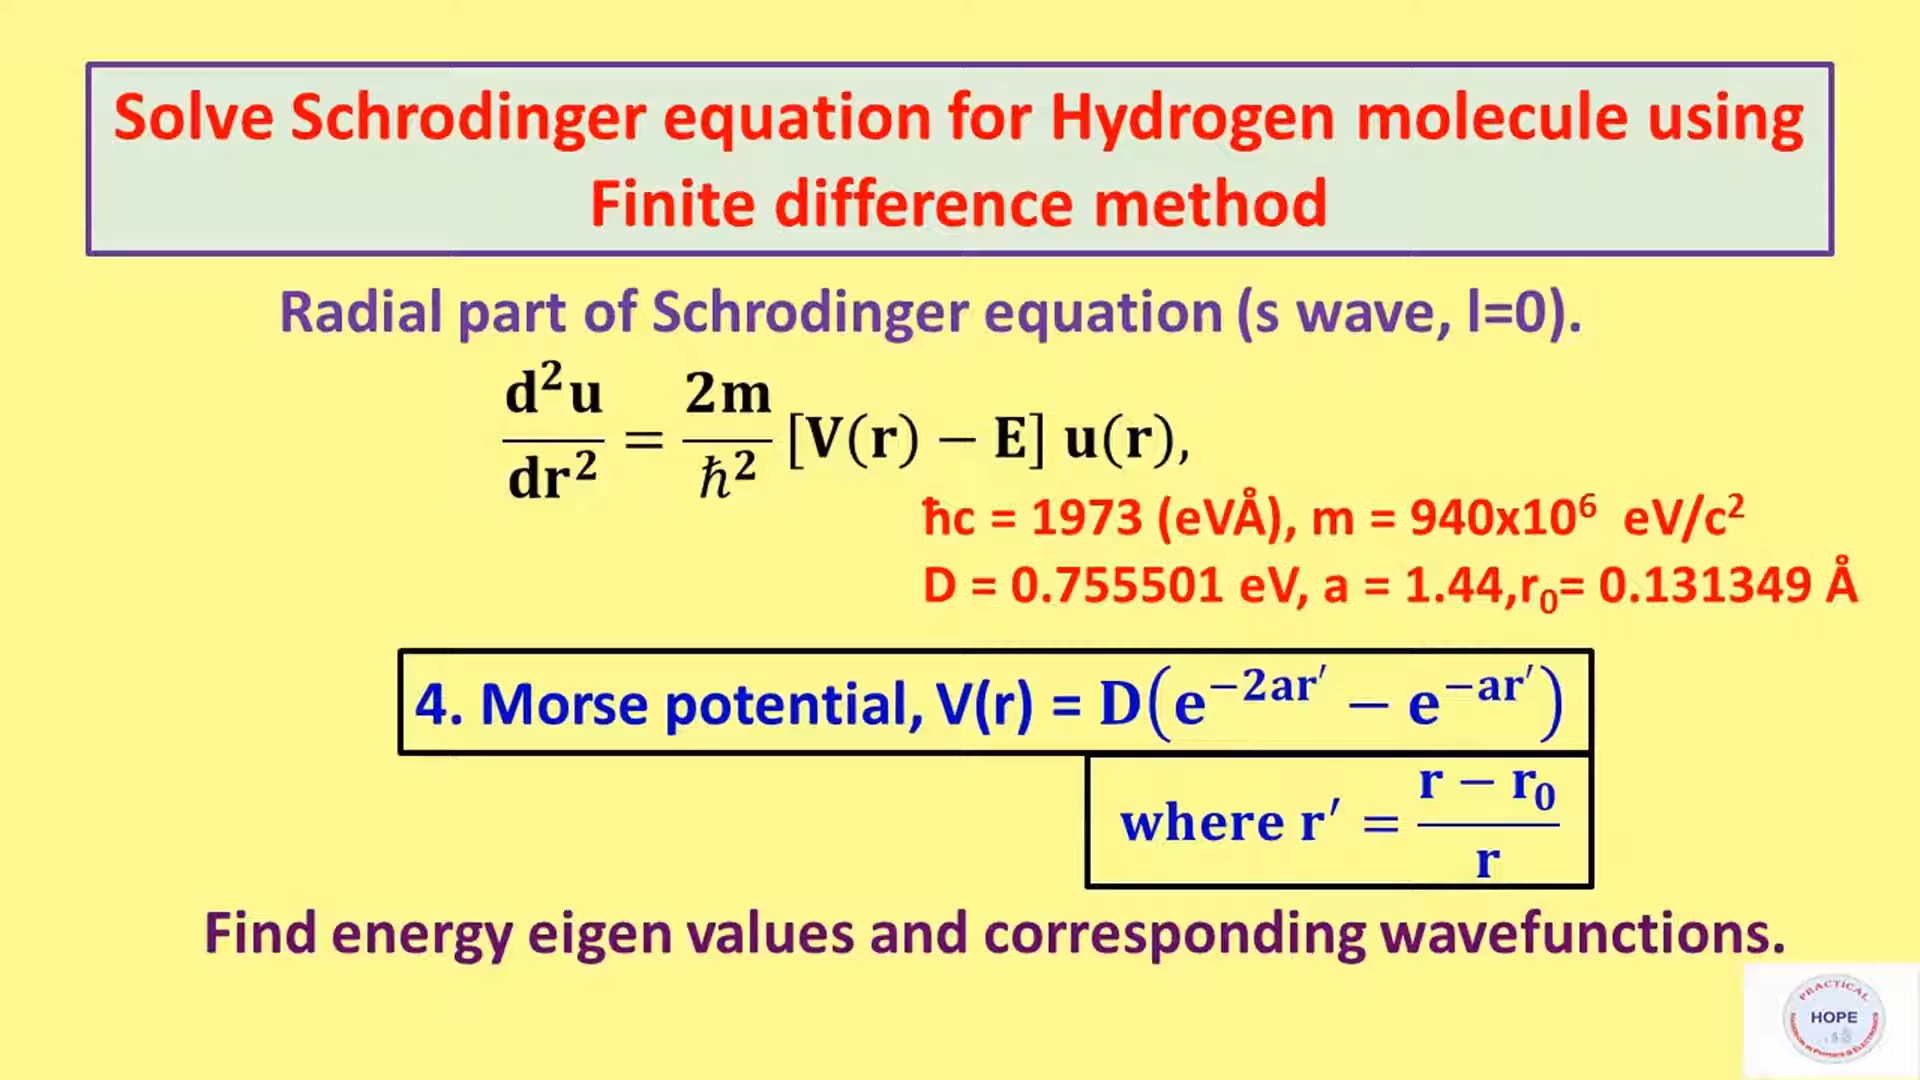 Solve Schrodinger equation for Hydrogen molecule using
Finite difference method
Radial part of Schrodinger equation (s wave, l=0).
d²u/dr² = 2m/ℏ² [V(r) − E] u(r),
ħc = 1973 (eVÅ), m = 940x10⁶ eV/c²
D = 0.755501 eV, a = 1.44,r₀= 0.131349 Å
4. Morse potential, V(r) = D(e^{−2ar′} − e^{−ar′})
where r′ = (r − r₀)/r
Find energy eigen values and corresponding wavefunctions.
PRACTICAL
HOPE